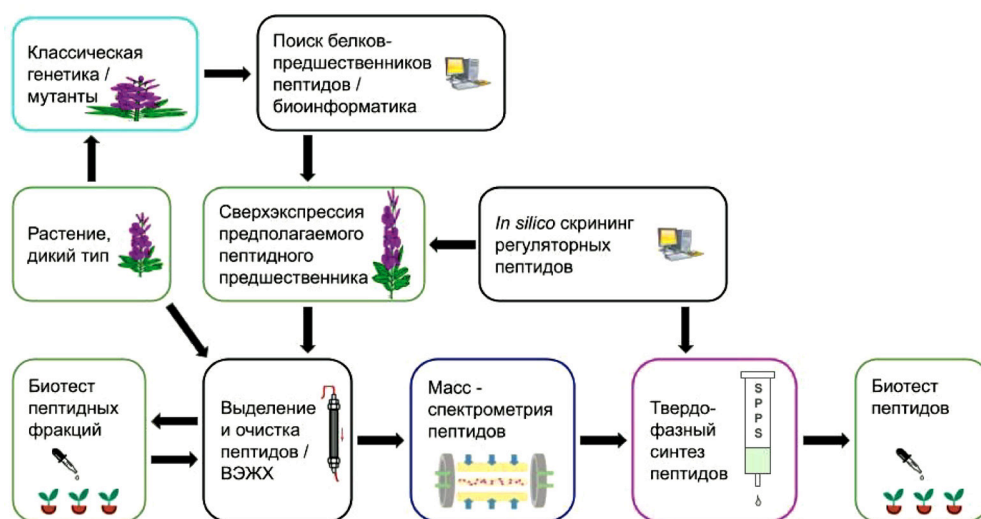 Классическая
генетика /
мутанты
Поиск белков-
предшественников
пептидов /
биоинформатика
Растение,
дикий тип
Сверхэкспрессия
предполагаемого
пептидного
предшественника
In silico скрининг
регуляторных
пептидов
Биотест
пептидных
фракций
Выделение
и очистка
пептидов /
ВЭЖХ
Масс -
спектрометрия
пептидов
Твердо-
фазный
синтез
пептидов
S
P
P
S
Биотест
пептидов